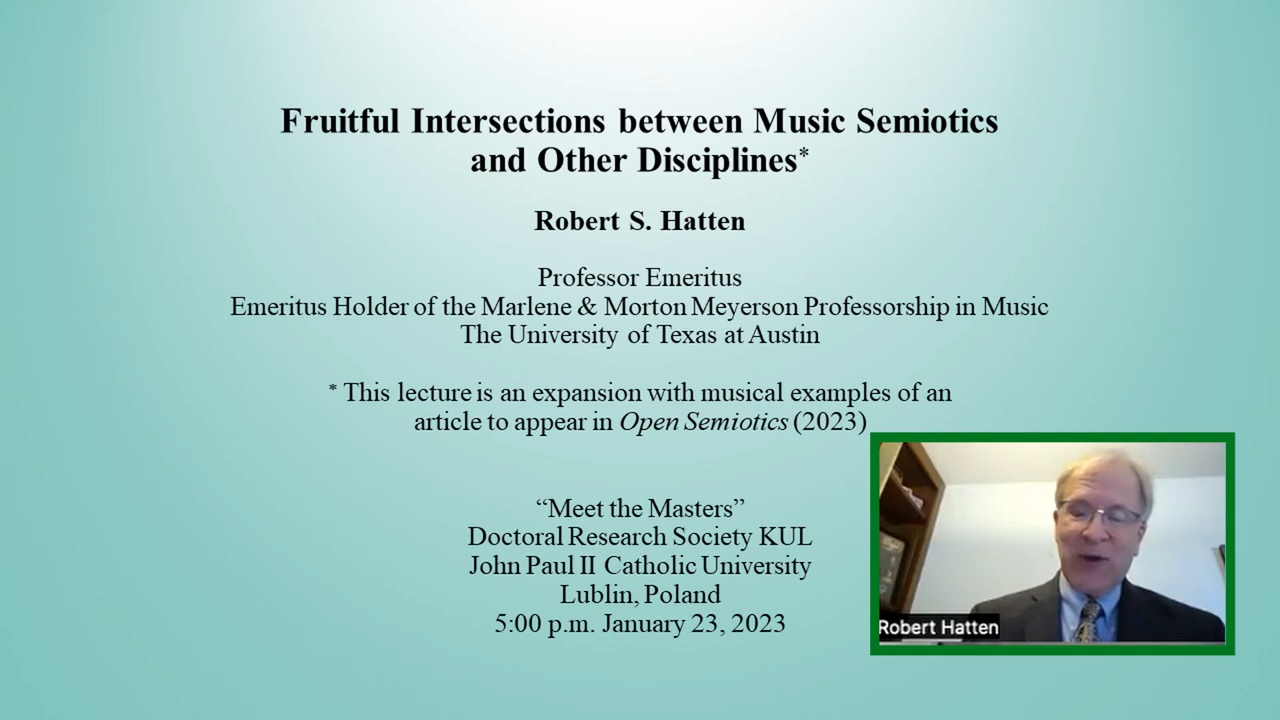 Fruitful Intersections between Music Semiotics
and Other Disciplines*
Robert S. Hatten
Professor Emeritus
Emeritus Holder of the Marlene & Morton Meyerson Professorship in Music
The University of Texas at Austin
* This lecture is an expansion with musical examples of an
article to appear in Open Semiotics (2023)
“Meet the Masters”
Doctoral Research Society KUL
John Paul II Catholic University
Lublin, Poland
5:00 p.m. January 23, 2023
Robert Hatten